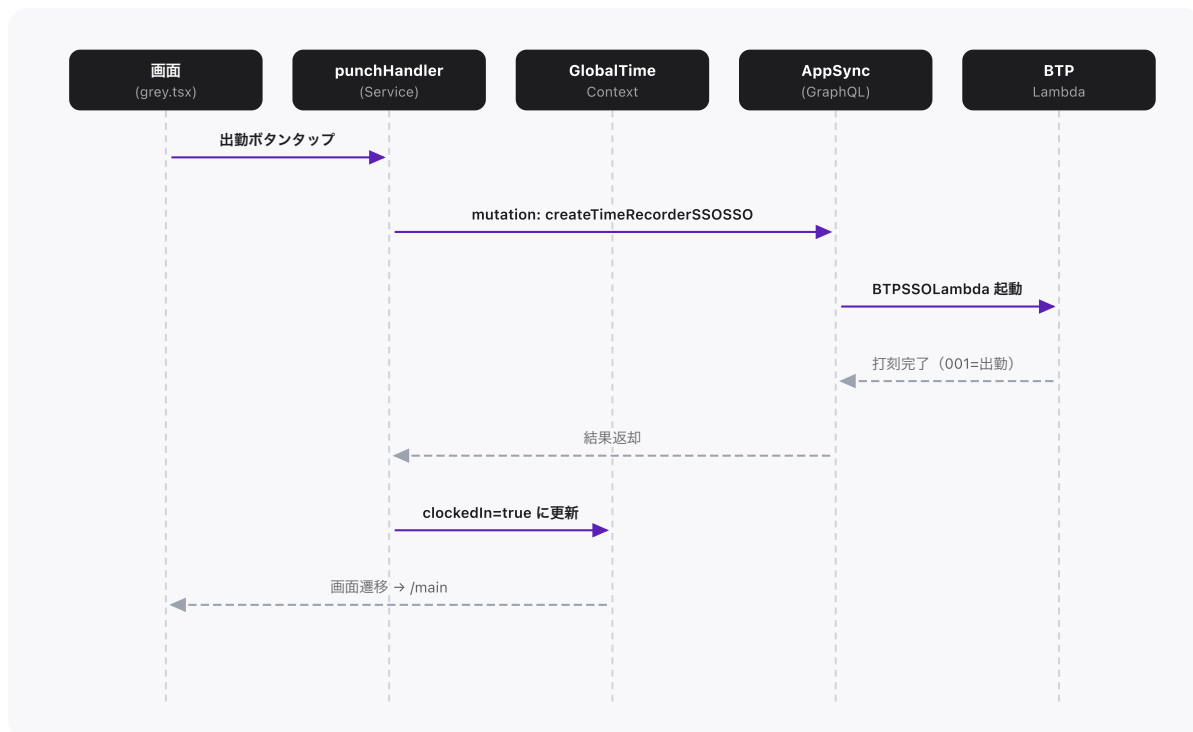 画面
(grey.tsx)
punchHandler
(Service)
GlobalTime
Context
AppSync
(GraphQL)
BTP
Lambda
出勤ボタンタップ
mutation: createTimeRecorderSSOSSO
BTPSSOLambda 起動
打刻完了（001=出勤）
結果返却
clockedIn=true に更新
画面遷移 → /main